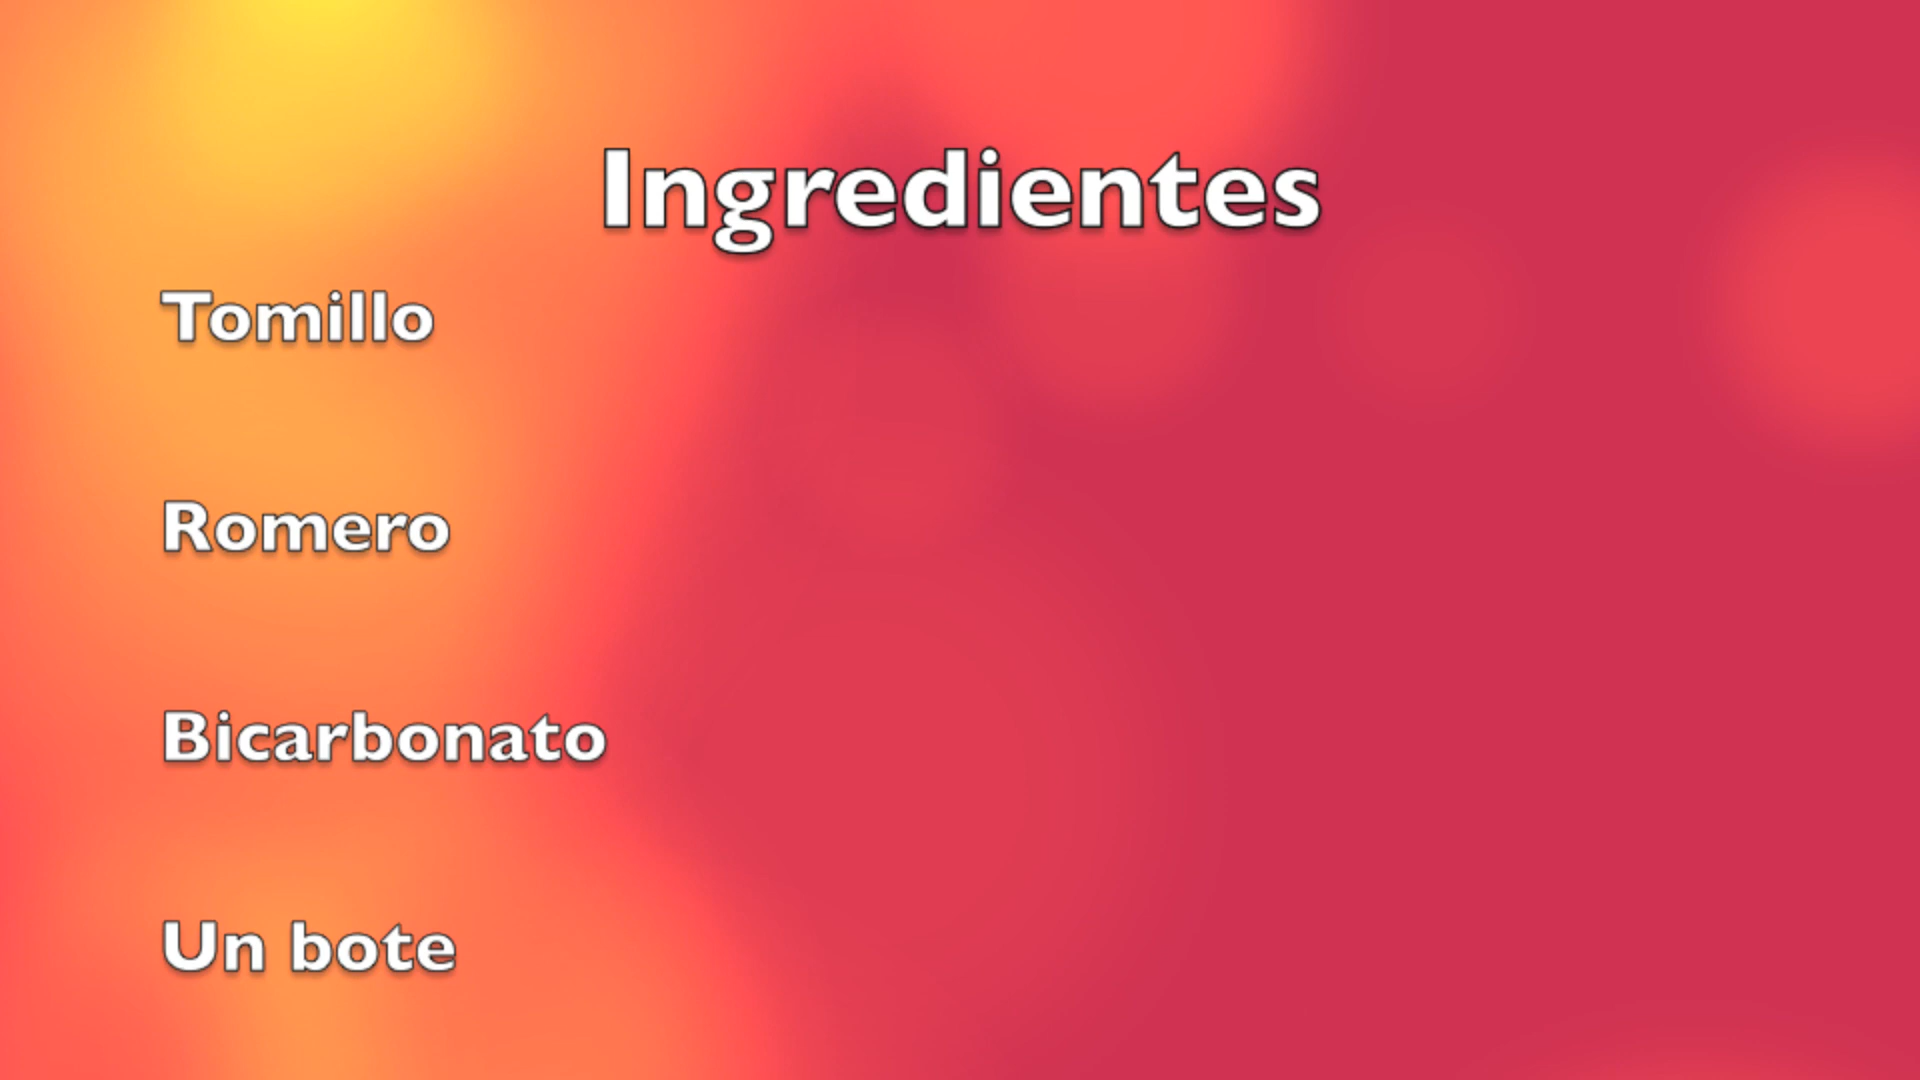 Ingredientes
Tomillo
Romero
Bicarbonato
Un bote